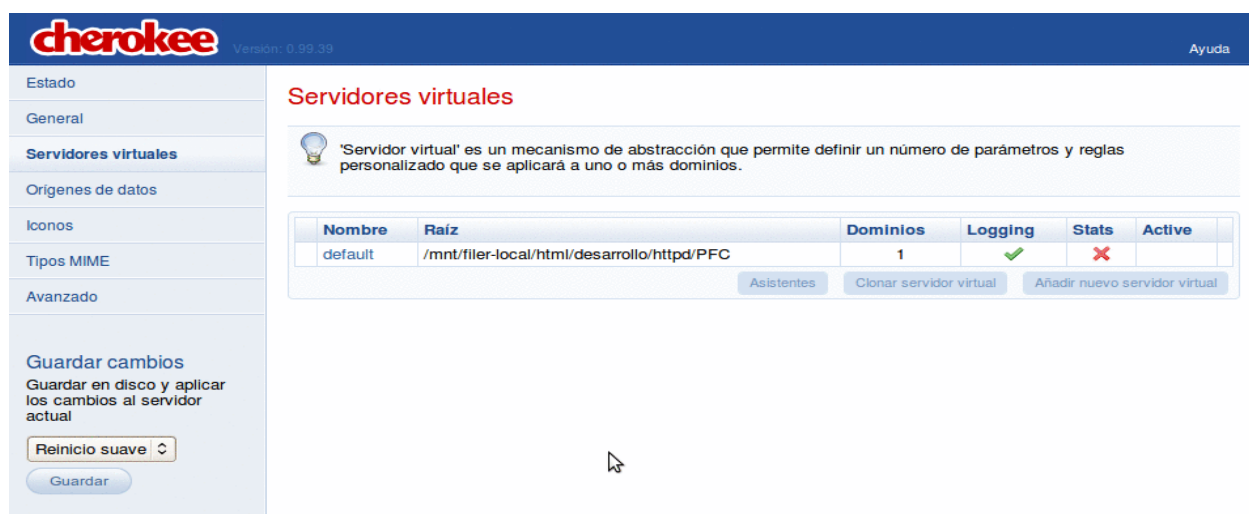 cherokee Versión: 0.99.39
Ayuda
Estado
General
Servidores virtuales
Orígenes de datos
Iconos
Tipos MIME
Avanzado
Guardar cambios
Guardar en disco y aplicar
los cambios al servidor
actual
Reinicio suave
Guardar
Servidores virtuales
'Servidor virtual' es un mecanismo de abstracción que permite definir un número de parámetros y reglas
personalizado que se aplicará a uno o más dominios.
Nombre Raíz Dominios Logging Stats Active
default /mnt/filer-local/html/desarrollo/httpd/PFC 1
Asistentes Clonar servidor virtual Añadir nuevo servidor virtual